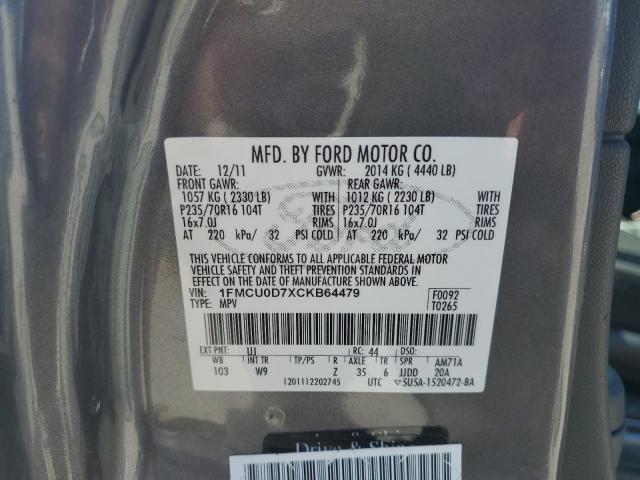 MFD. BY FORD MOTOR CO.
DATE: 12/11 GVWR: 2014 KG ( 4440 LB)
FRONT GAWR: REAR GAWR:
1057 KG ( 2330 LB) WITH 1012 KG ( 2230 LB) WITH
P235/70R16 104T TIRES P235/70R16 104T TIRES
16x7.0J RIMS 16x7.0J RIMS
AT 220 kPa/ 32 PSI COLD AT 220 kPa/ 32 PSI COLD
THIS VEHICLE CONFORMS TO ALL APPLICABLE FEDERAL MOTOR
VEHICLE SAFETY AND THEFT PREVENTION STANDARDS IN
EFFECT ON THE DATE OF MANUFACTURE SHOWN ABOVE.
VIN: 1FMCU0D7XCKB64479 F0092
TYPE: MPV T0265
EXT PNT: UJ RC: 44 DSO:
WB INT TR TP/PS R AXLE TR SPR AM71A
103 W9 Z 35 6 JJDD 20A
1201112202745 UTC 5U5A-1520472-BA
Drive & Shine